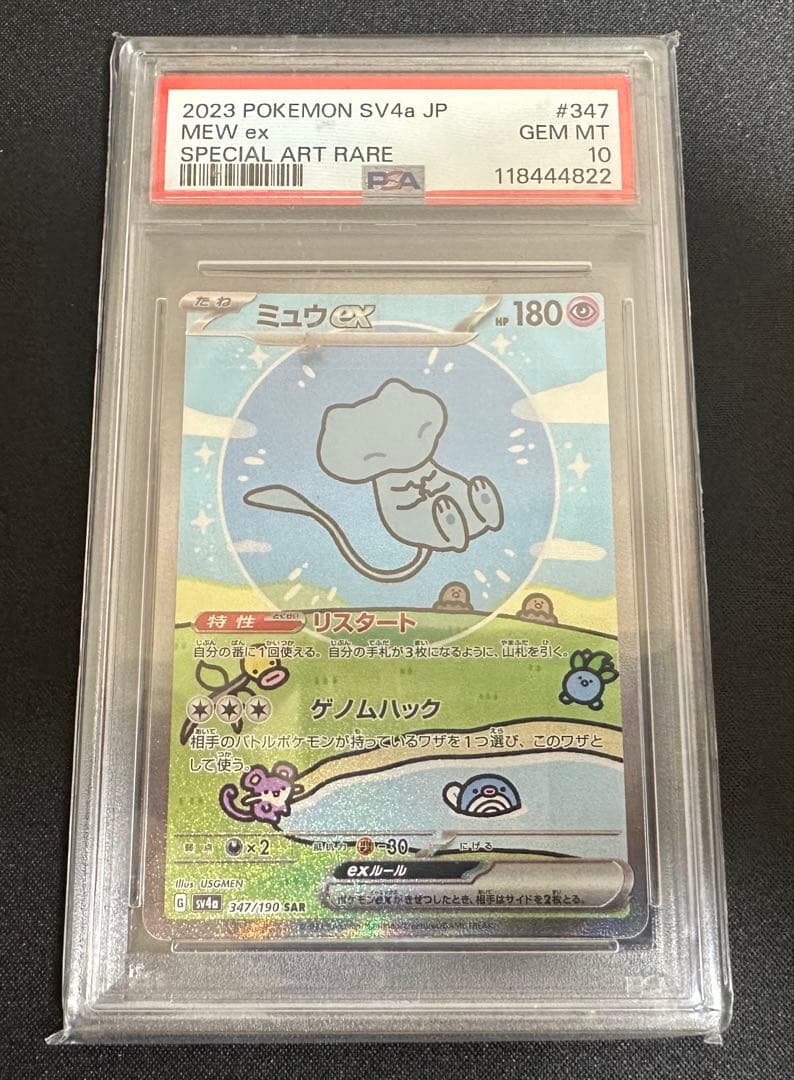 2023 POKEMON SV4a JP #347
MEW ex GEM MT
SPECIAL ART RARE 10
PSA 118444822
たね ミュウex HP 180
特性 リスタート
自分の番に1回使える。自分の手札が3枚になるように、山札を引く。
ゲノムハック
相手のバトルポケモンが持っているワザを1つ選び、このワザと
して使う。
弱点 ×2 抵抗力 -30 にげる
exルール
ポケモンexがきぜつしたとき、相手はサイドを2枚とる。
Illus. USGMEN
G sv4a 347/190 SAR